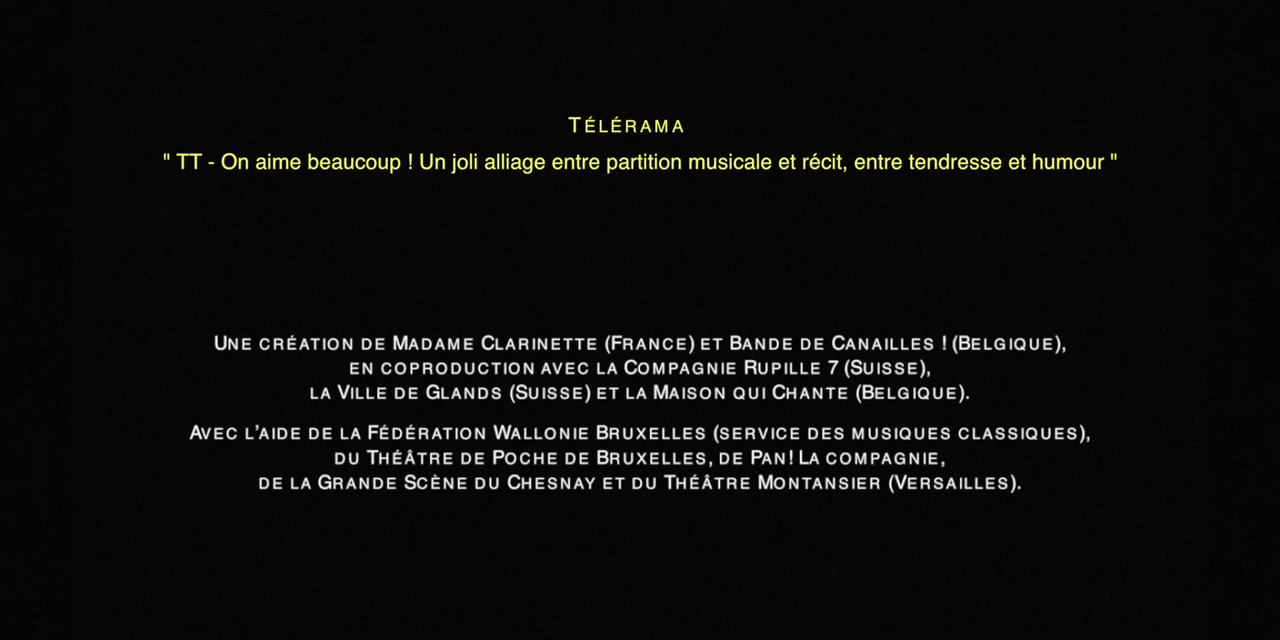 TÉLÉRAMA
" TT - On aime beaucoup ! Un joli alliage entre partition musicale et récit, entre tendresse et humour "
UNE CRÉATION DE MADAME CLARINETTE (FRANCE) ET BANDE DE CANAILLES ! (BELGIQUE),
EN COPRODUCTION AVEC LA COMPAGNIE RUPILLE 7 (SUISSE),
LA VILLE DE GLANDS (SUISSE) ET LA MAISON QUI CHANTE (BELGIQUE).
AVEC L'AIDE DE LA FÉDÉRATION WALLONIE BRUXELLES (SERVICE DES MUSIQUES CLASSIQUES),
DU THÉÂTRE DE POCHE DE BRUXELLES, DE PAN! LA COMPAGNIE,
DE LA GRANDE SCÈNE DU CHESNAY ET DU THÉÂTRE MONTANSIER (VERSAILLES).